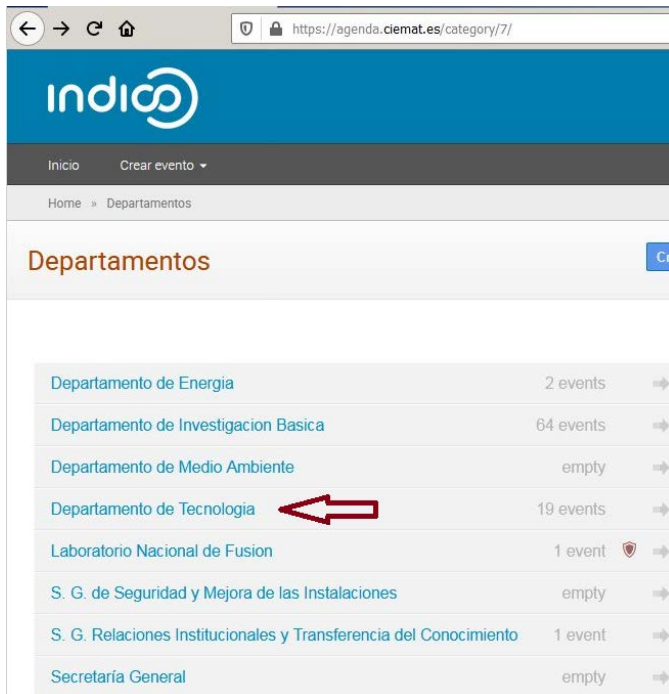 https://agenda.ciemat.es/category/7/
indico
Inicio Crear evento
Home » Departamentos
Departamentos
Departamento de Energia 2 events
Departamento de Investigacion Basica 64 events
Departamento de Medio Ambiente empty
Departamento de Tecnologia 19 events
Laboratorio Nacional de Fusion 1 event
S. G. de Seguridad y Mejora de las Instalaciones empty
S. G. Relaciones Institucionales y Transferencia del Conocimiento 1 event
Secretaría General empty